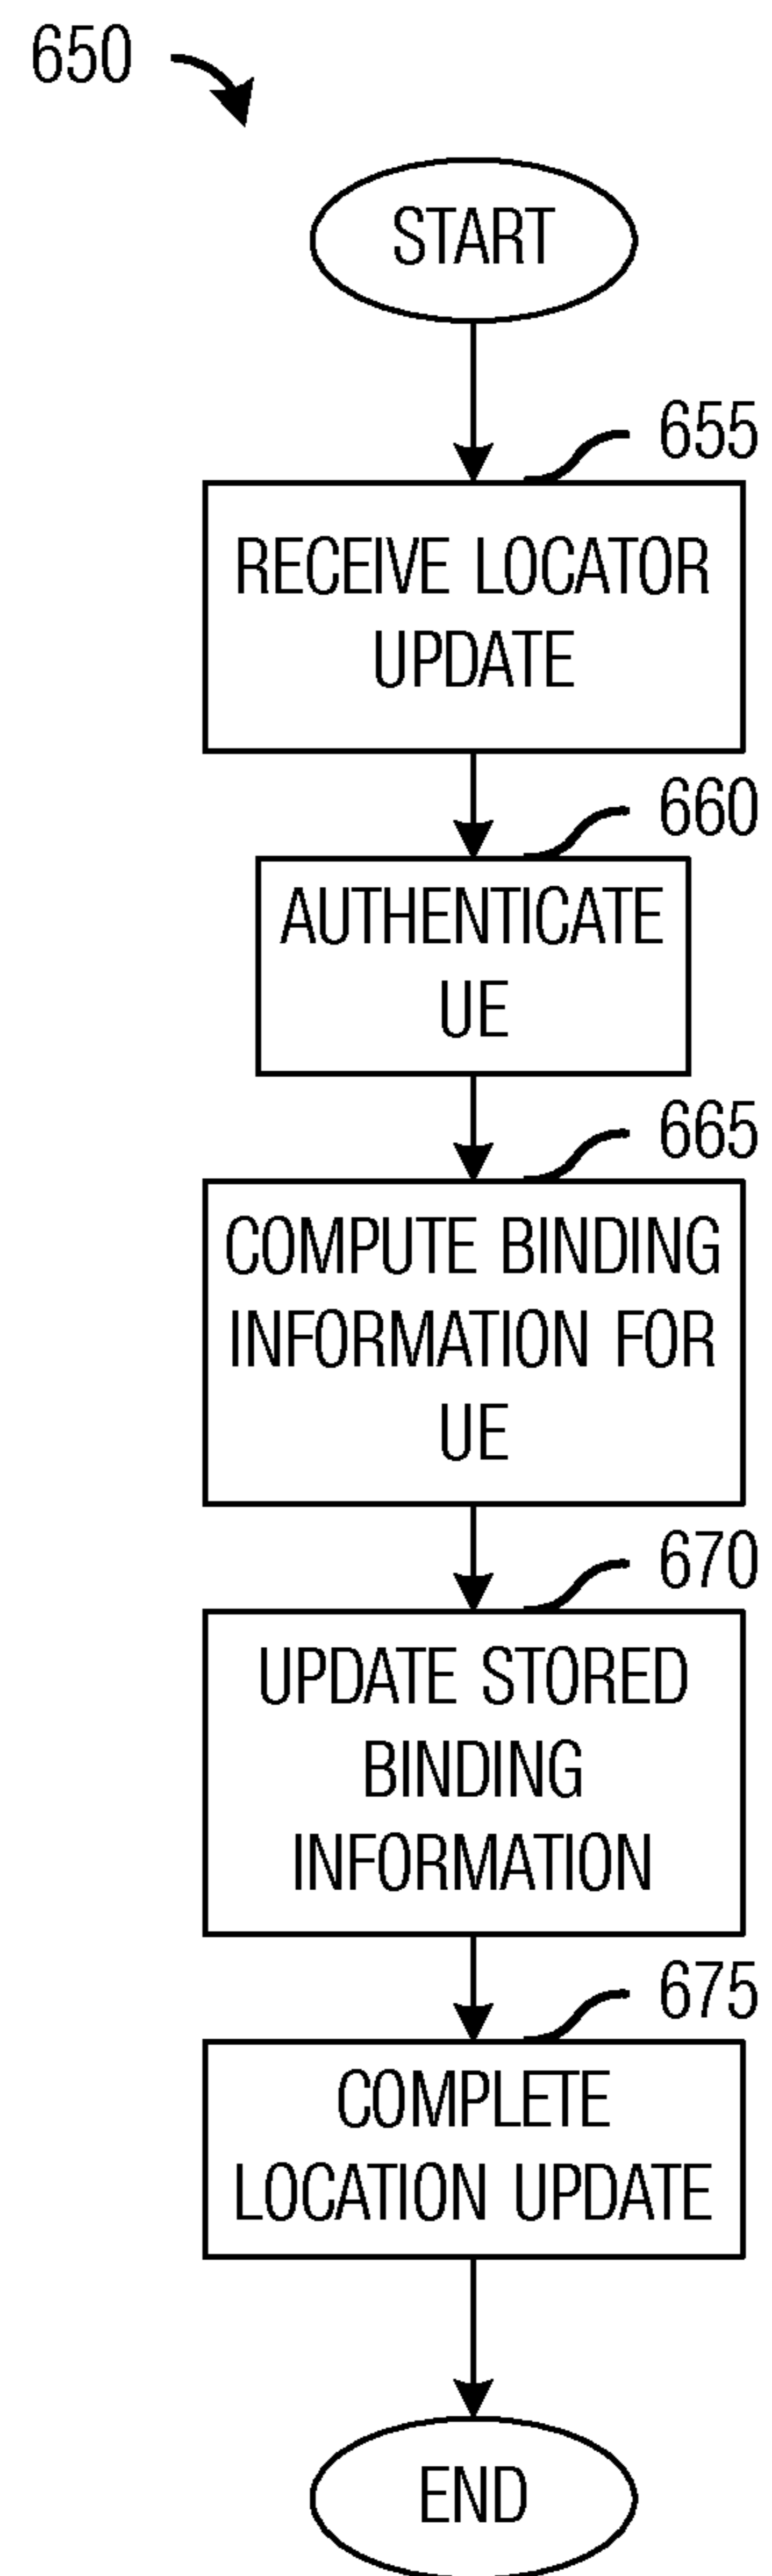 650
START
655
RECEIVE LOCATOR
UPDATE
660
AUTHENTICATE
UE
665
COMPUTE BINDING
INFORMATION FOR
UE
670
UPDATE STORED
BINDING
INFORMATION
675
COMPLETE
LOCATION UPDATE
END